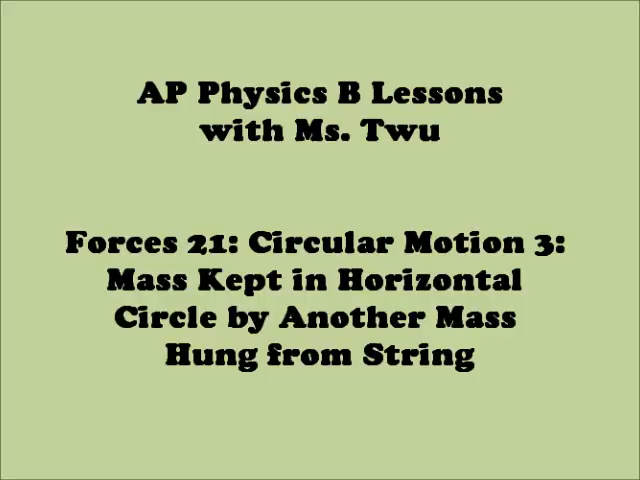 AP Physics B Lessons
with Ms. Twu
Forces 21: Circular Motion 3:
Mass Kept in Horizontal
Circle by Another Mass
Hung from String